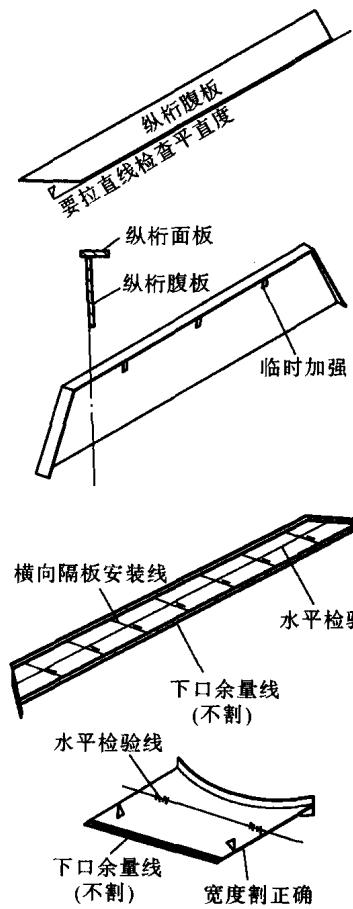 纵桁腹板
要拉直线检查平直度
纵桁面板
纵桁腹板
临时加强
横向隔板安装线
水平检验
下口余量线
(不割)
水平检验线
下口余量线
(不割)
宽度割正确